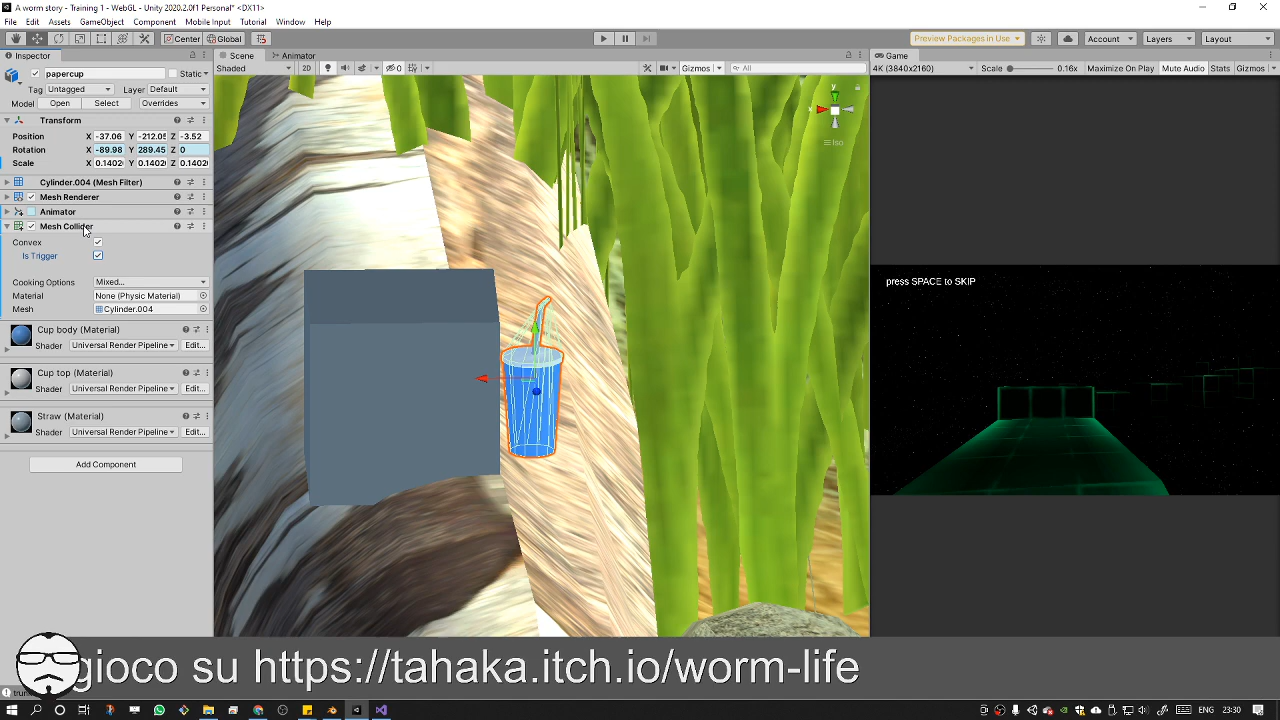 A worm story - Training 1 - WebGL - Unity 2020.2.0f1 Personal* <DX11>
File Edit Assets GameObject Component Mobile Input Tutorial Window Help
Center Global Preview Packages in Use Account Layers Layout
Inspector Scene Animator Game
Shaded 2D 0 Gizmos All 4K (3840x2160) Scale 0.16x Maximize On Play Mute Audio Stats Gizmos
papercup Static
Tag Untagged Layer Default
Model Open Select Overrides
Transform
Position X -37.06 Y -212.05 Z -3.52
Rotation X -89.98 Y 289.45 Z 0
Scale X 0.1402 Y 0.1402 Z 0.1402
Cylinder.004 (Mesh Filter)
Mesh Renderer
Animator
Mesh Collider
Convex
Is Trigger
Cooking Options Mixed...
Material None (Physic Material)
Mesh Cylinder.004
Cup body (Material)
Shader Universal Render Pipeline Edit...
Cup top (Material)
Shader Universal Render Pipeline Edit...
Straw (Material)
Shader Universal Render Pipeline Edit...
Add Component
y
x
Iso
press SPACE to SKIP
gioco su https://tahaka.itch.io/worm-life
ENG 23:30